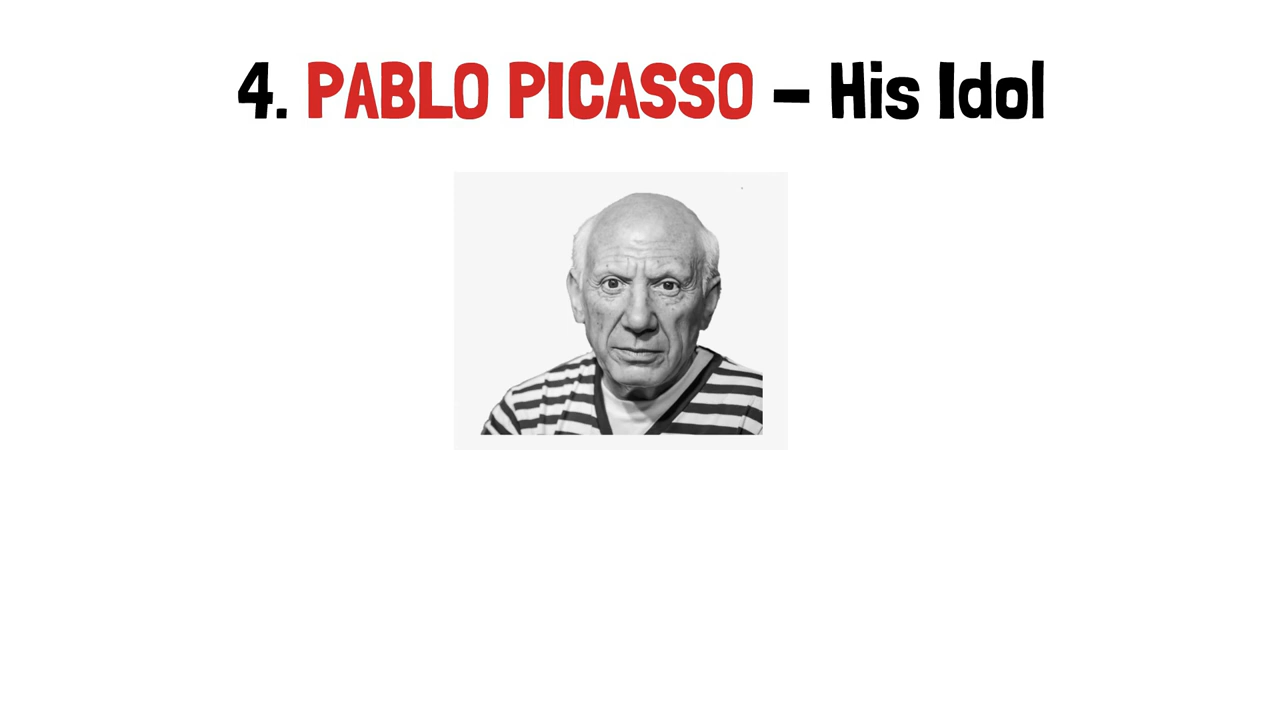 4. PABLO PICASSO – His Idol